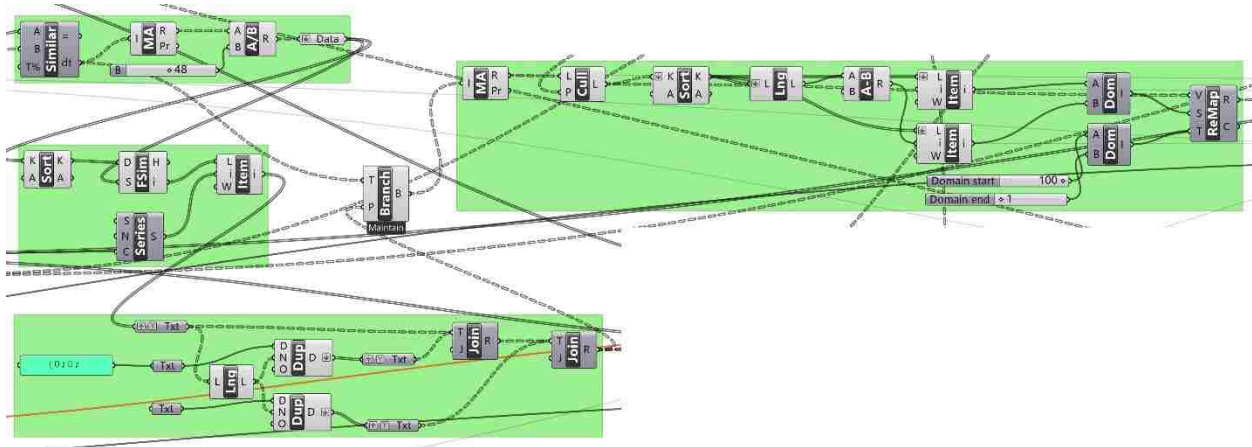 A B T% Similar = dt
I MA R Pr
B ◇ 48
A B A/B R
Data
K A Sort K A
D S FSim H i
L i W Item i
S N C Series S
T P Branch B
Maintain
I MA R Pr
L P Cull L
K A Sort K A
L Lng L
A B A-B R
L i W Item i
L i W Item i
A B Dom I
A B Dom I
V S T ReMap R C
Domain start 100 ◇
Domain end ◇ 1
Txt
{0;0;
Txt
L Lng L
D N O Dup D
Txt
T J Join R
T J Join R
Txt
D N O Dup D
Txt